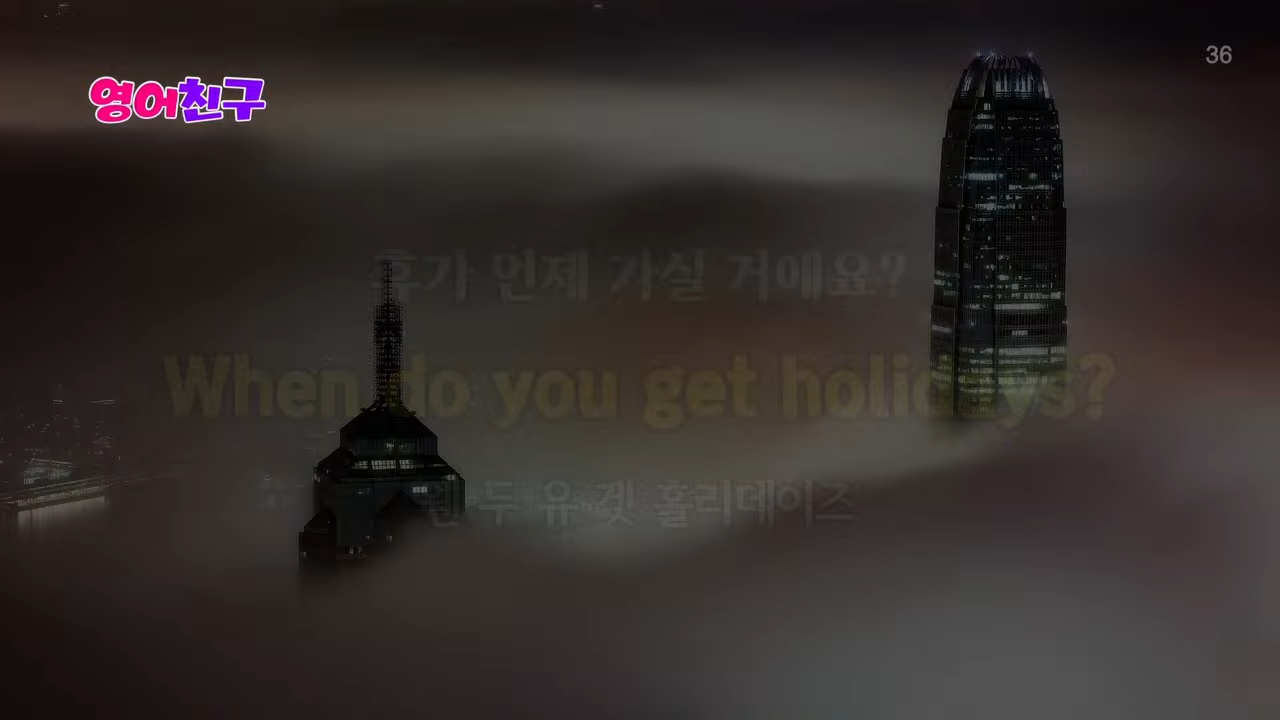 36
영어친구
휴가 언제 가실 거예요?
When do you get holidays?
웬 두 유 겟 홀리데이즈